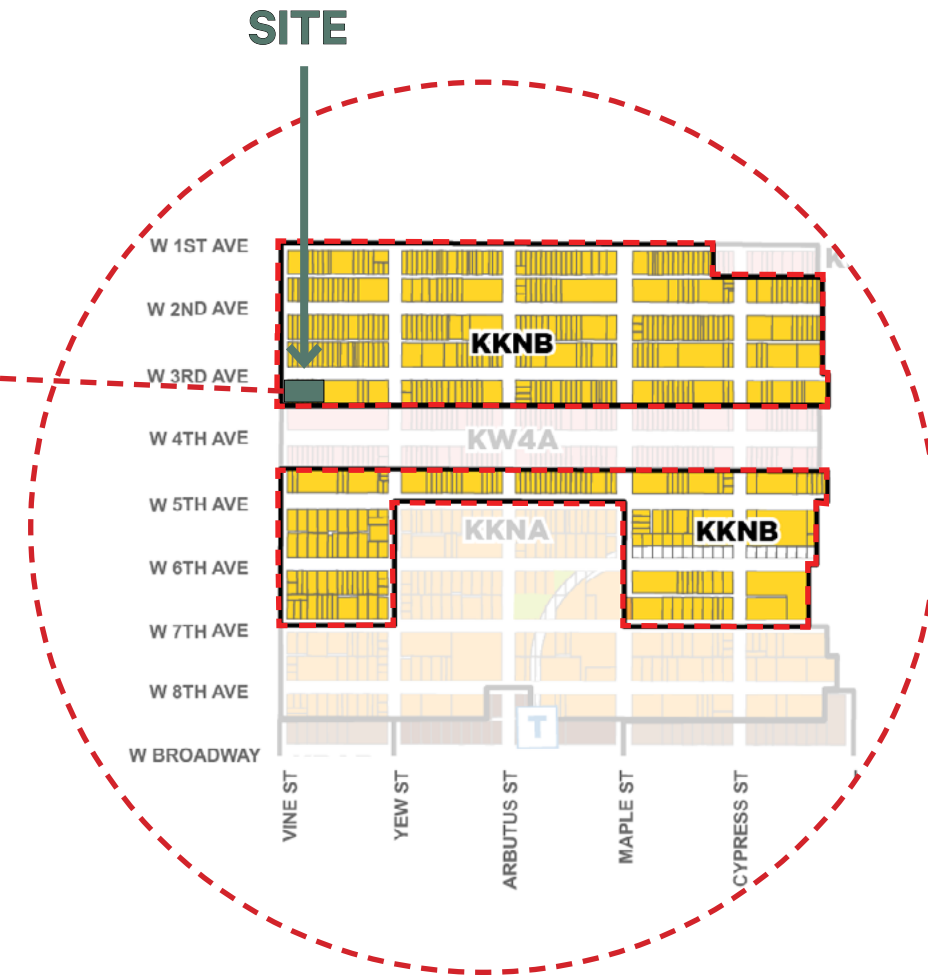 SITE
W 1ST AVE
W 2ND AVE
KKNB
W 3RD AVE
KW4A
W 4TH AVE
W 5TH AVE
KKNA
KKNB
W 6TH AVE
W 7TH AVE
W 8TH AVE
T
W BROADWAY
VINE ST
YEW ST
ARBUTUS ST
MAPLE ST
CYPRESS ST